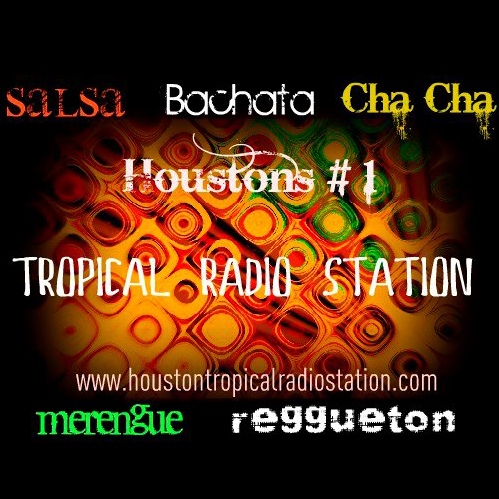 Salsa Bachata Cha Cha
Houstons #1
TROPICAL RADIO STATION
www.houstontropicalradiostation.com
merengue reggueton